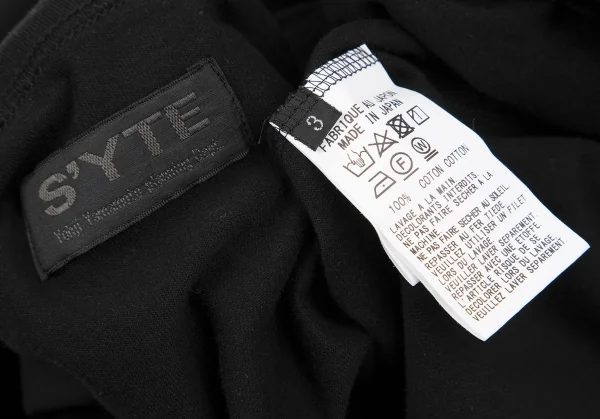 S'YTE
Yohji Yamamoto Running Dept.
3
FABRIQUE AU JAPON
MADE IN JAPAN
100% COTON COTTON
LAVAGE A LA MAIN
DECOLORANTS INTERDITS
NE PAS FAIRE SECHER A LA
MACHINE
NE PAS FAIRE SECHER AU SOLEIL
REPASSER AU FER TIEDE
VEUILLEZ UTILISER UN FILET
LORS DU LAVAGE
VEUILLEZ LAVER SEPAREMENT.
REPASSER AVEC UNE ETOFFE
L'ARTICLE RISQUE DE SE
DECOLORER LORS DU LAVAGE,
VEUILLEZ LAVER SEPAREMENT.